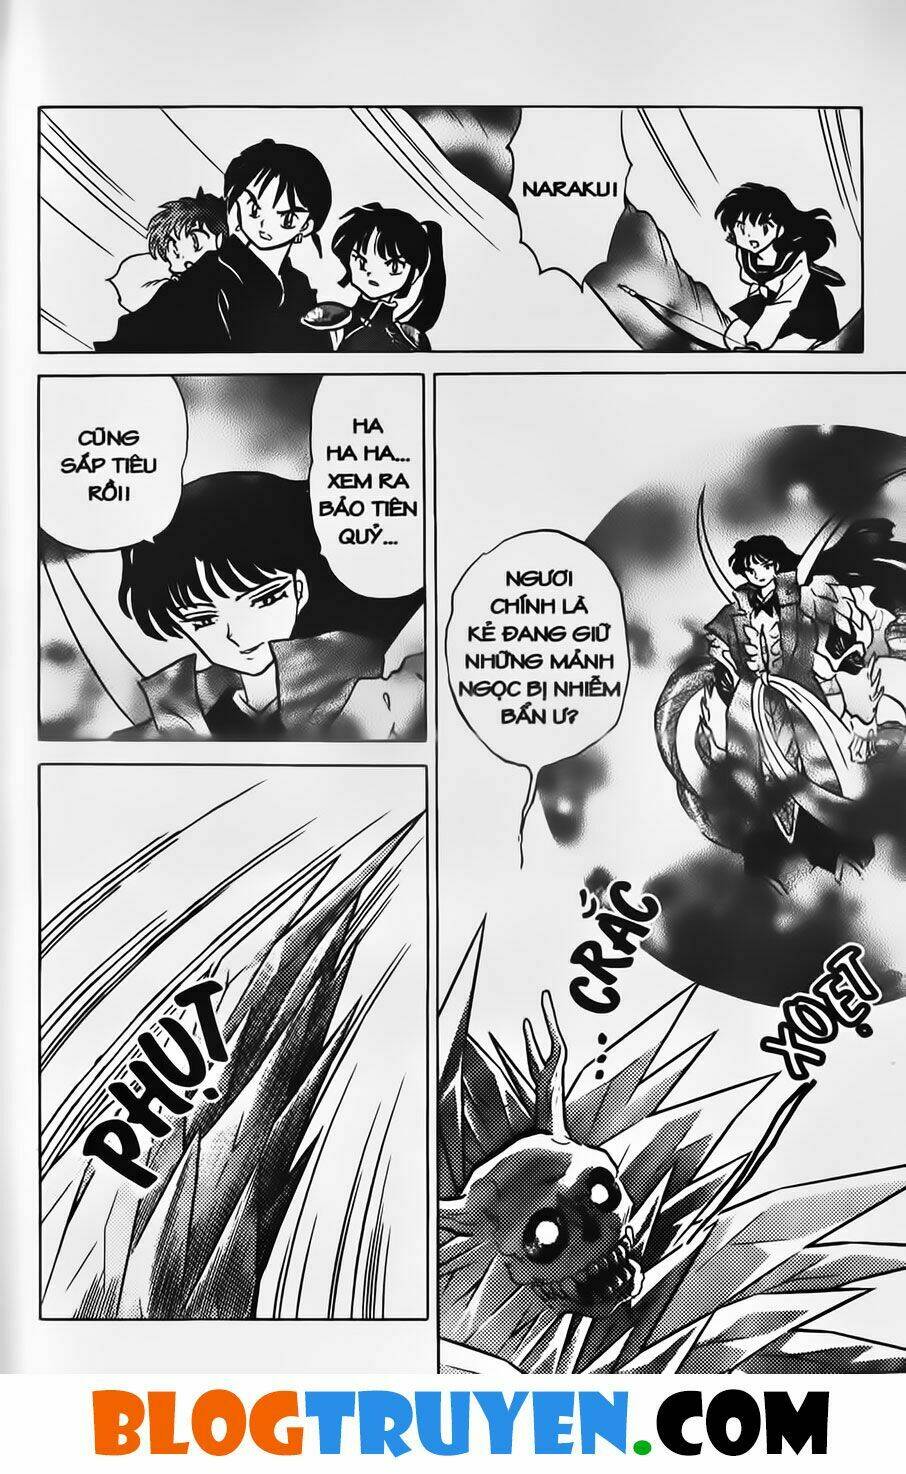 NARAKU!
NGƯƠI
CHÍNH LÀ
KẺ ĐANG GIỮ
NHỮNG MẢNH
NGỌC BỊ NHIỄM
BẨN Ư?
HA
HA HA...
XEM RA
BẢO TIÊN
QUỶ...
CŨNG
SẮP TIÊU
RỒI!
... CRẮC
XOẸT
PHỤT
BLOGTRUYEN.COM